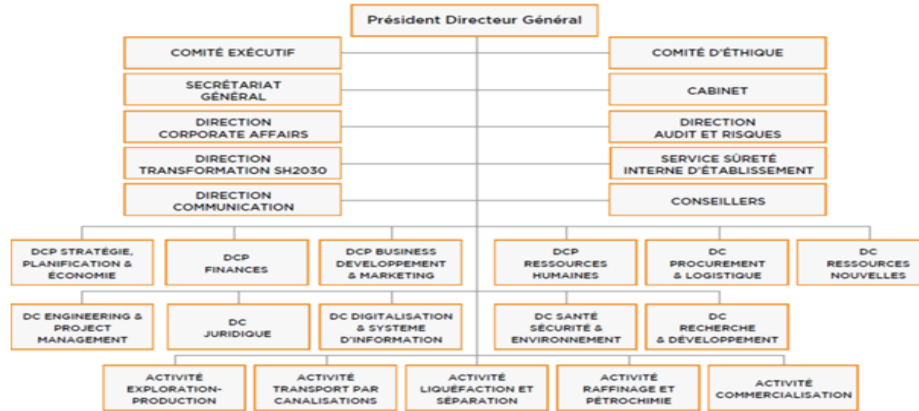 Président Directeur Général
COMITÉ EXÉCUTIF
COMITÉ D'ÉTHIQUE
SECRÉTARIAT
GÉNÉRAL
CABINET
DIRECTION
CORPORATE AFFAIRS
DIRECTION
AUDIT ET RISQUES
DIRECTION
TRANSFORMATION SH2030
SERVICE SÛRETÉ
INTERNE D'ÉTABLISSEMENT
DIRECTION
COMMUNICATION
CONSEILLERS
DCP STRATÉGIE,
PLANIFICATION &
ÉCONOMIE
DCP
FINANCES
DCP BUSINESS
DEVELOPPEMENT
& MARKETING
DCP
RESSOURCES
HUMAINES
DC
PROCUREMENT
& LOGISTIQUE
DC
RESSOURCES
NOUVELLES
DC ENGINEERING &
PROJECT
MANAGEMENT
DC
JURIDIQUE
DC DIGITALISATION
& SYSTEME
D'INFORMATION
DC SANTÉ
SÉCURITÉ &
ENVIRONNEMENT
DC
RECHERCHE
& DÉVELOPPEMENT
ACTIVITÉ
EXPLORATION-
PRODUCTION
ACTIVITÉ
TRANSPORT PAR
CANALISATIONS
ACTIVITÉ
LIQUÉFACTION ET
SÉPARATION
ACTIVITÉ
RAFFINAGE ET
PÉTROCHIMIE
ACTIVITÉ
COMMERCIALISATION